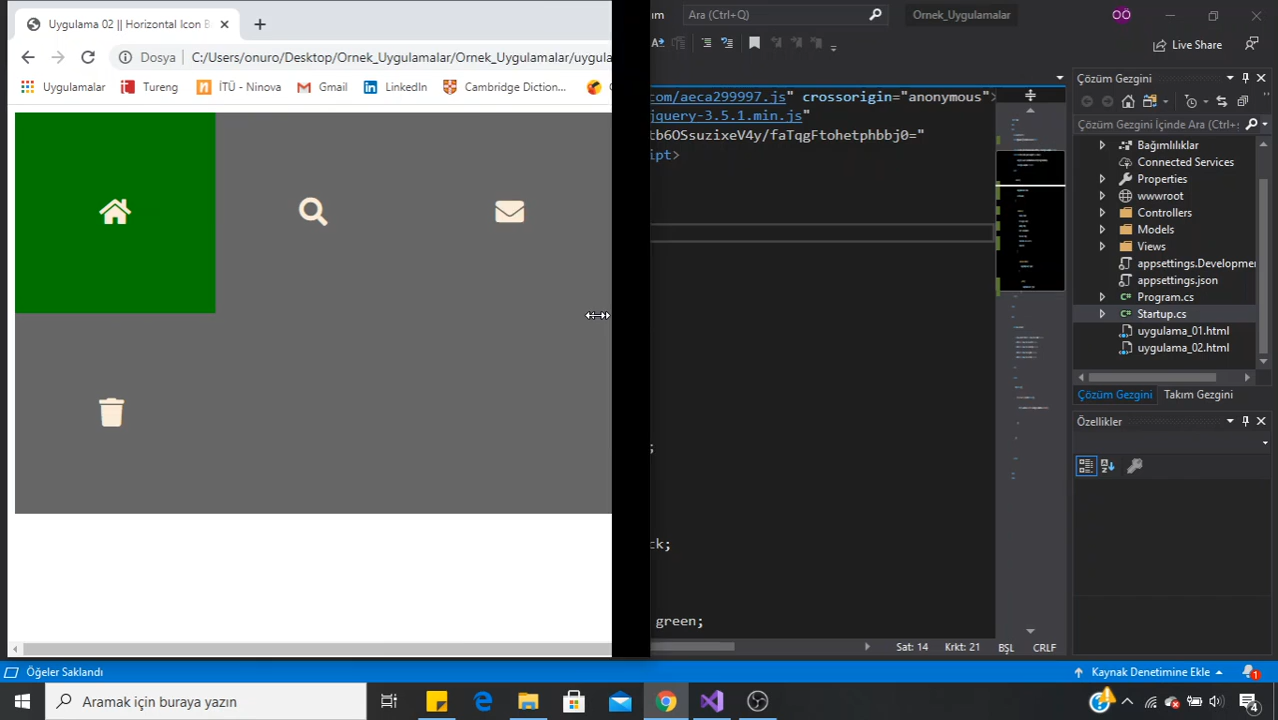 Uygulama 02 || Horizontal Icon B
Dosya C:/Users/onuro/Desktop/Ornek_Uygulamalar/Ornek_Uygulamalar/uygula
Uygulamalar Tureng İTÜ - Ninova Gmail LinkedIn Cambridge Diction...
Ara (Ctrl+Q) Ornek_Uygulamalar OÖ
Live Share
com/aeca299997.js" crossorigin="anonymous">
jquery-3.5.1.min.js"
tb6OSsuzixeV4y/faTqgFtohetphbbj0="
ipt>
;
ck;
green;
Sat: 14 Krkt: 21 BŞL CRLF
Çözüm Gezgini
Çözüm Gezgini İçinde Ara (Ctrl+ş
Bağımlılıklar
Connected Services
Properties
wwwroot
Controllers
Models
Views
appsettings.Developme
appsettings.json
Program.cs
Startup.cs
uygulama_01.html
uygulama_02.html
Çözüm Gezgini Takım Gezgini
Özellikler
Öğeler Saklandı
Kaynak Denetimine Ekle
1
Aramak için buraya yazın
4